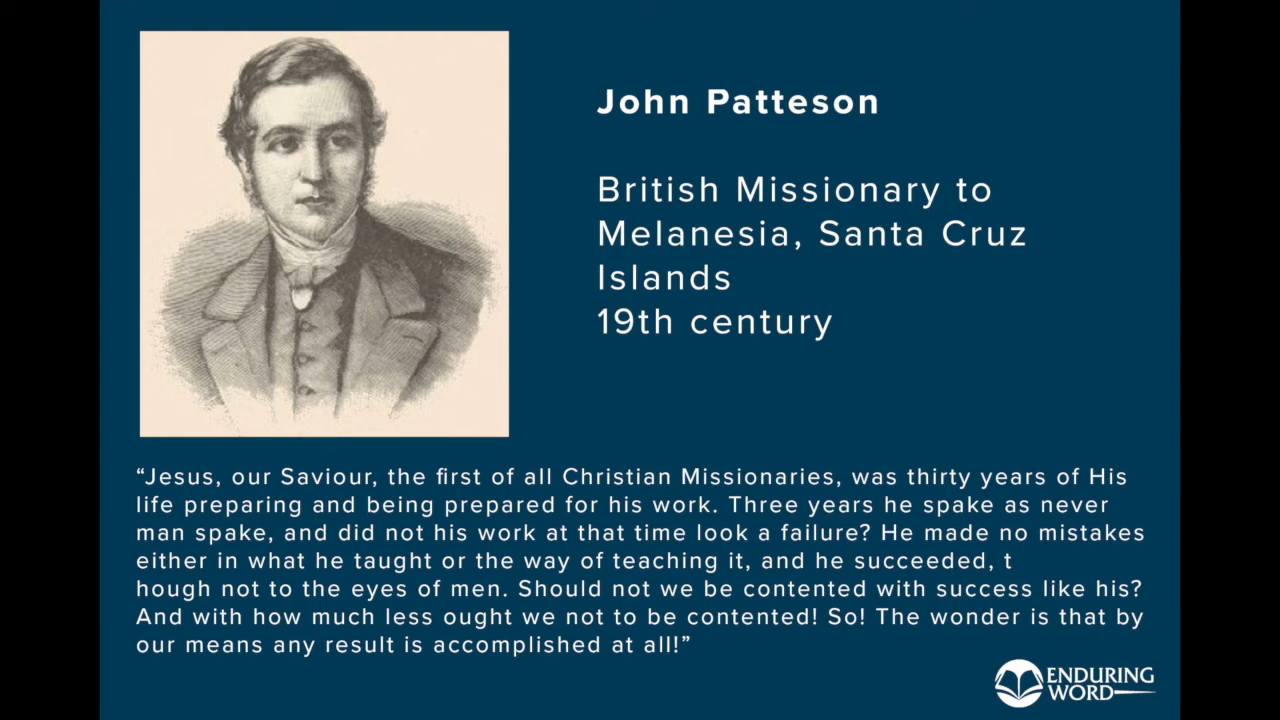 John Patteson
British Missionary to
Melanesia, Santa Cruz
Islands
19th century
“Jesus, our Saviour, the first of all Christian Missionaries, was thirty years of His
life preparing and being prepared for his work. Three years he spake as never
man spake, and did not his work at that time look a failure? He made no mistakes
either in what he taught or the way of teaching it, and he succeeded, t
hough not to the eyes of men. Should not we be contented with success like his?
And with how much less ought we not to be contented! So! The wonder is that by
our means any result is accomplished at all!”
ENDURING
WORD